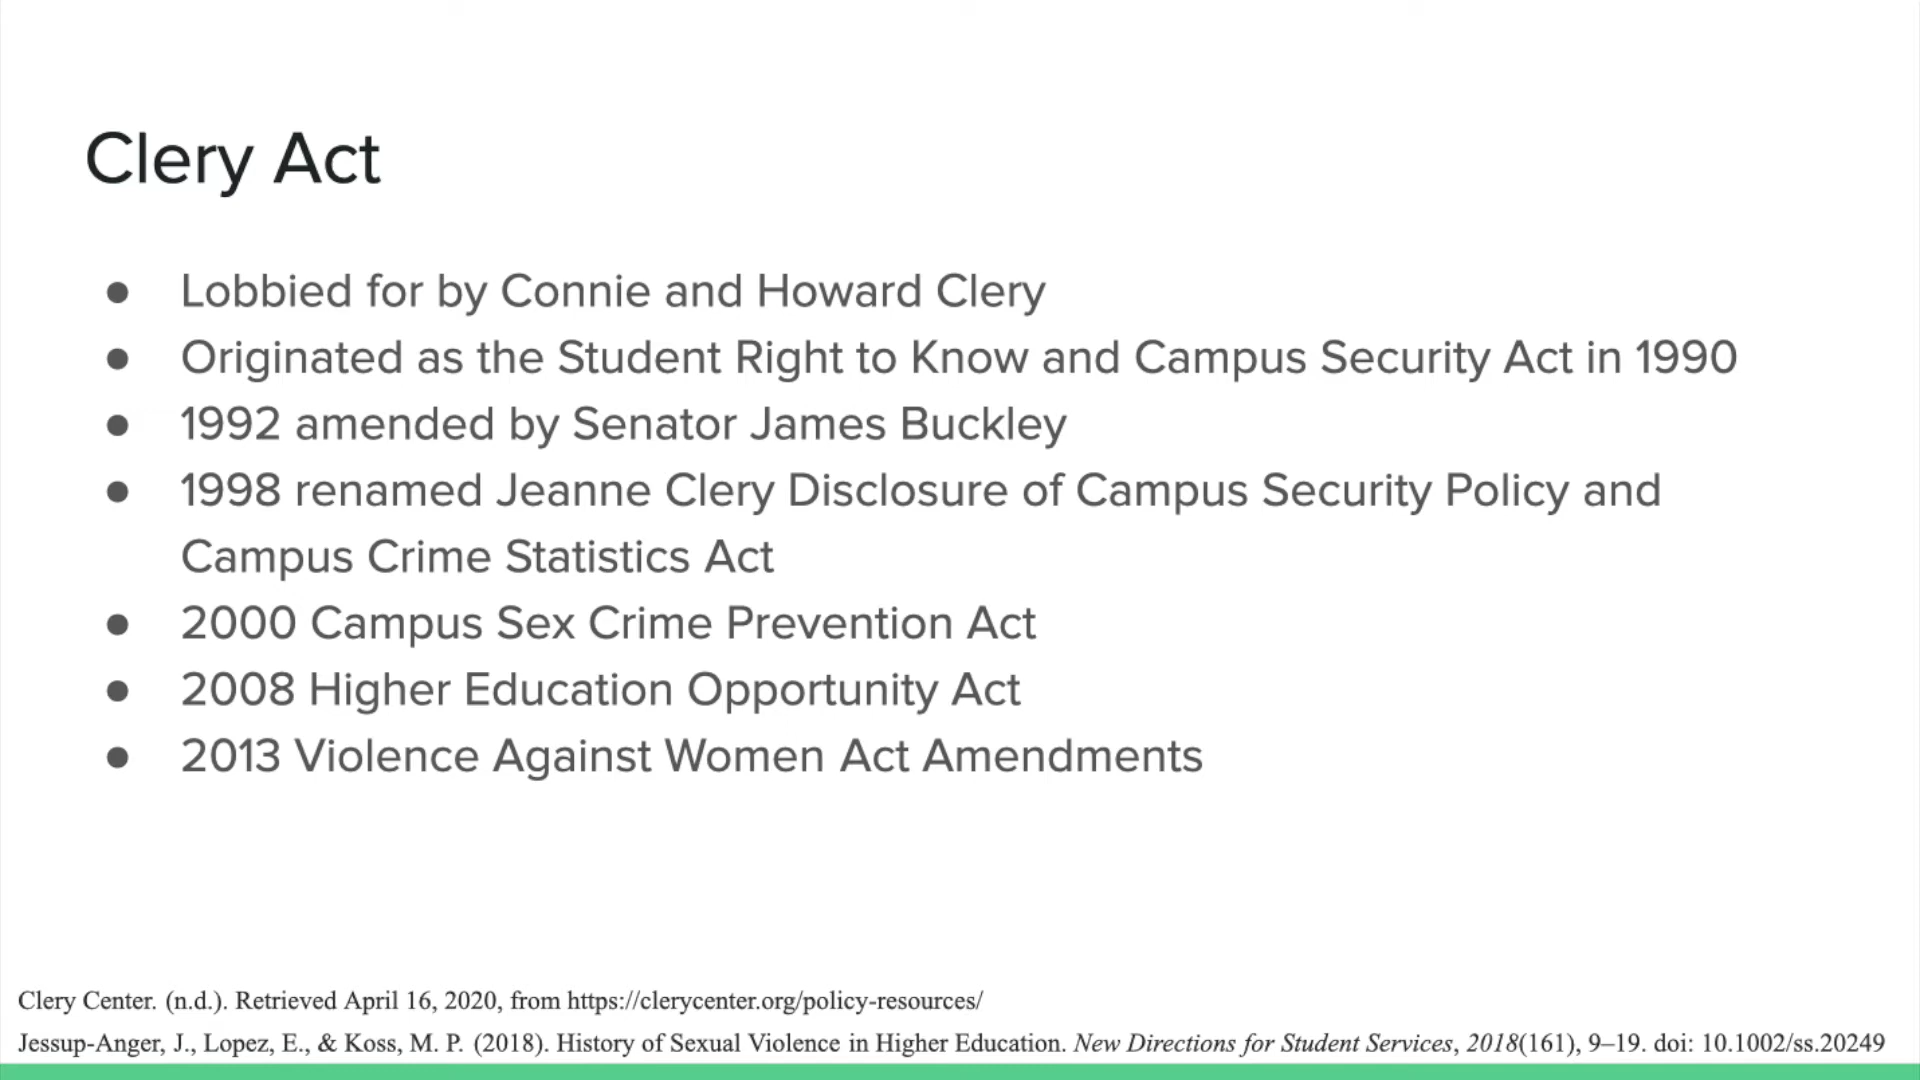 Clery Act
● Lobbied for by Connie and Howard Clery
● Originated as the Student Right to Know and Campus Security Act in 1990
● 1992 amended by Senator James Buckley
● 1998 renamed Jeanne Clery Disclosure of Campus Security Policy and
Campus Crime Statistics Act
● 2000 Campus Sex Crime Prevention Act
● 2008 Higher Education Opportunity Act
● 2013 Violence Against Women Act Amendments
Clery Center. (n.d.). Retrieved April 16, 2020, from https://clerycenter.org/policy-resources/
Jessup-Anger, J., Lopez, E., & Koss, M. P. (2018). History of Sexual Violence in Higher Education. New Directions for Student Services, 2018(161), 9–19. doi: 10.1002/ss.20249